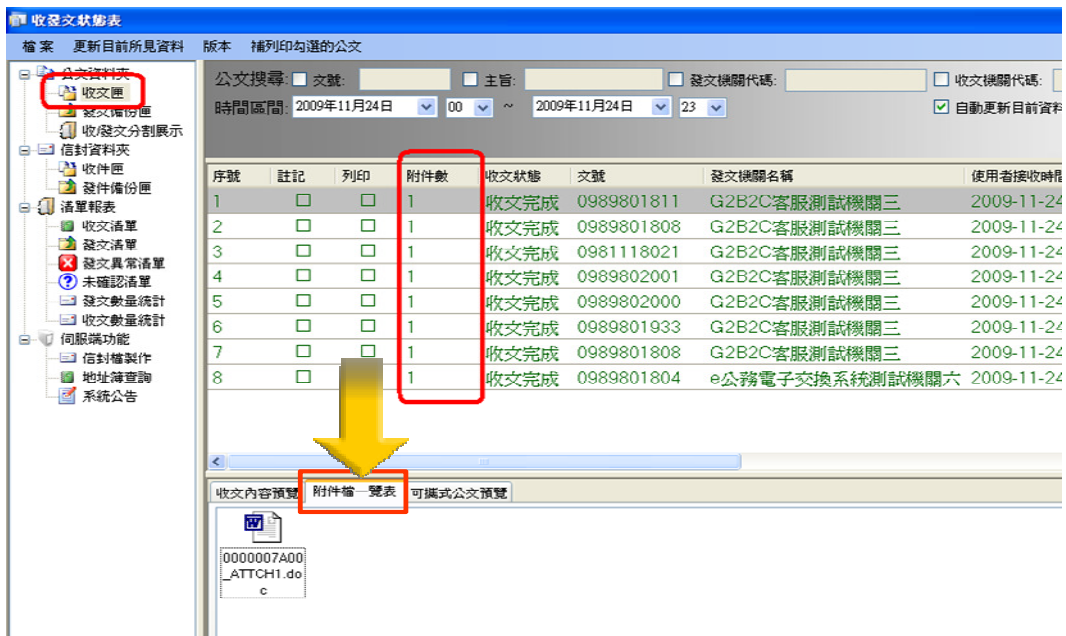 收發文狀態表
檔案 更新目前所見資料 版本 補列印勾選的公文
公文資料夾
收文匣
發文備份匣
收/發文分割展示
信封資料夾
收件匣
發件備份匣
清單報表
收文清單
發文清單
發文異常清單
未確認清單
發文數量統計
收文數量統計
伺服端功能
信封檔製作
地址簿查詢
系統公告
公文搜尋: 文號: 主旨: 發文機關代碼: 收文機關代碼:
時間區間: 2009年11月24日 00 ~ 2009年11月24日 23 自動更新目前資料
序號 註記 列印 附件數 收文狀態 文號 發文機關名稱 使用者接收時間
1 1 收文完成 0989801811 G2B2C客服測試機關三 2009-11-24
2 1 收文完成 0989801808 G2B2C客服測試機關三 2009-11-24
3 1 收文完成 0981118021 G2B2C客服測試機關三 2009-11-24
4 1 收文完成 0989802001 G2B2C客服測試機關三 2009-11-24
5 1 收文完成 0989802000 G2B2C客服測試機關三 2009-11-24
6 1 收文完成 0989801933 G2B2C客服測試機關三 2009-11-24
7 1 收文完成 0989801808 G2B2C客服測試機關三 2009-11-24
8 1 收文完成 0989801804 e公務電子交換系統測試機關六 2009-11-24
收文內容預覽 附件檔一覽表 可攜式公文預覽
0000007A00
_ATTCH1.do
c